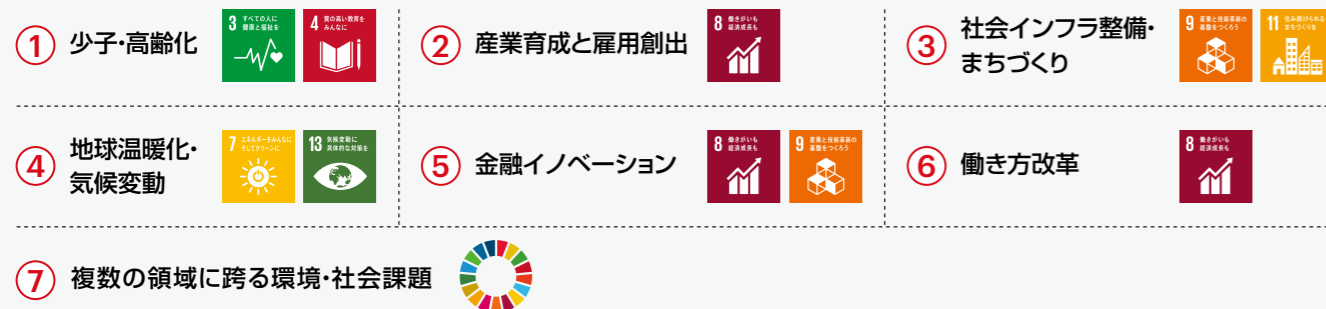 ① 少子・高齢化
3 すべての人に
健康と福祉を
4 質の高い教育を
みんなに
② 産業育成と雇用創出
8 働きがいも
経済成長も
③ 社会インフラ整備・
まちづくり
9 産業と技術革新の
基盤をつくろう
11 住み続けられる
まちづくりを
④ 地球温暖化・
気候変動
7 エネルギーをみんなに
そしてクリーンに
13 気候変動に
具体的な対策を
⑤ 金融イノベーション
8 働きがいも
経済成長も
9 産業と技術革新の
基盤をつくろう
⑥ 働き方改革
8 働きがいも
経済成長も
⑦ 複数の領域に跨る環境・社会課題